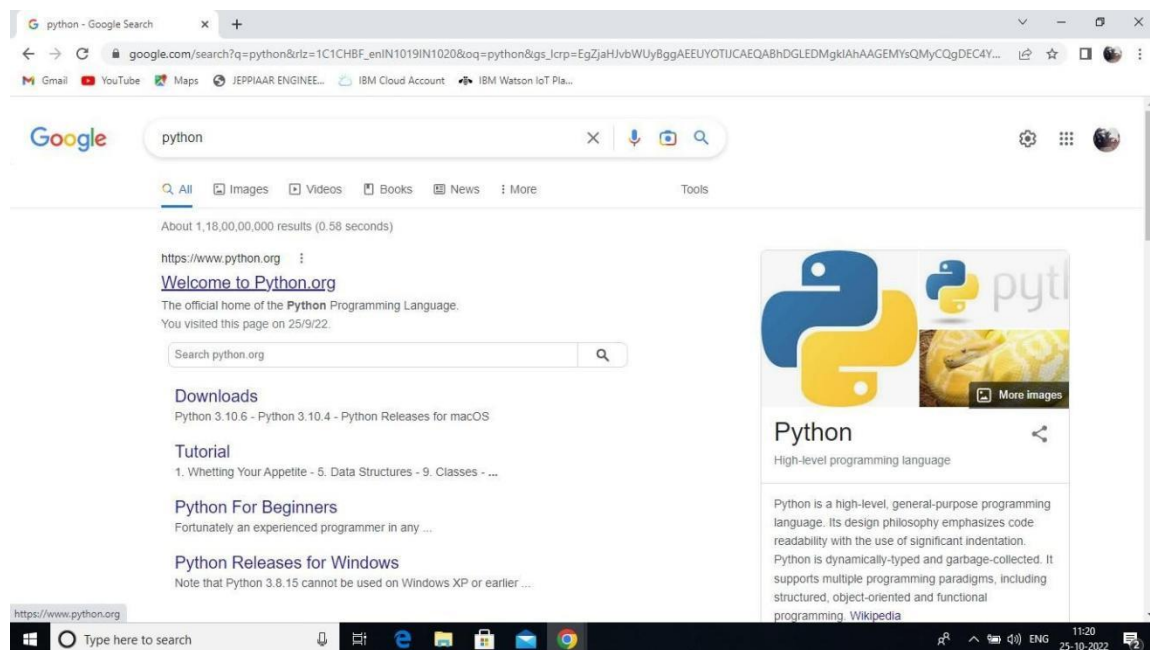 python - Google Search
google.com/search?q=python&rlz=1C1CHBF_enIN1019IN1020&oq=python&gs_lcrp=EgZjaHJvbWUyBggAEEUYOTIJCAEQABhDGLEDMgkIAhAAGEMYsQMyCQgDEC4Y...
Gmail YouTube Maps JEPPIAAR ENGINEE... IBM Cloud Account IBM Watson IoT Pla...
Google
python
All Images Videos Books News More Tools
About 1,18,00,00,000 results (0.58 seconds)
https://www.python.org
Welcome to Python.org
The official home of the Python Programming Language.
You visited this page on 25/9/22.
Search python.org
Downloads
Python 3.10.6 - Python 3.10.4 - Python Releases for macOS
Tutorial
1. Whetting Your Appetite - 5. Data Structures - 9. Classes - ...
Python For Beginners
Fortunately an experienced programmer in any ...
Python Releases for Windows
Note that Python 3.8.15 cannot be used on Windows XP or earlier ...
pytl
More images
Python
High-level programming language
Python is a high-level, general-purpose programming
language. Its design philosophy emphasizes code
readability with the use of significant indentation.
Python is dynamically-typed and garbage-collected. It
supports multiple programming paradigms, including
structured, object-oriented and functional
programming. Wikipedia
https://www.python.org
Type here to search
ENG
11:20
25-10-2022
2